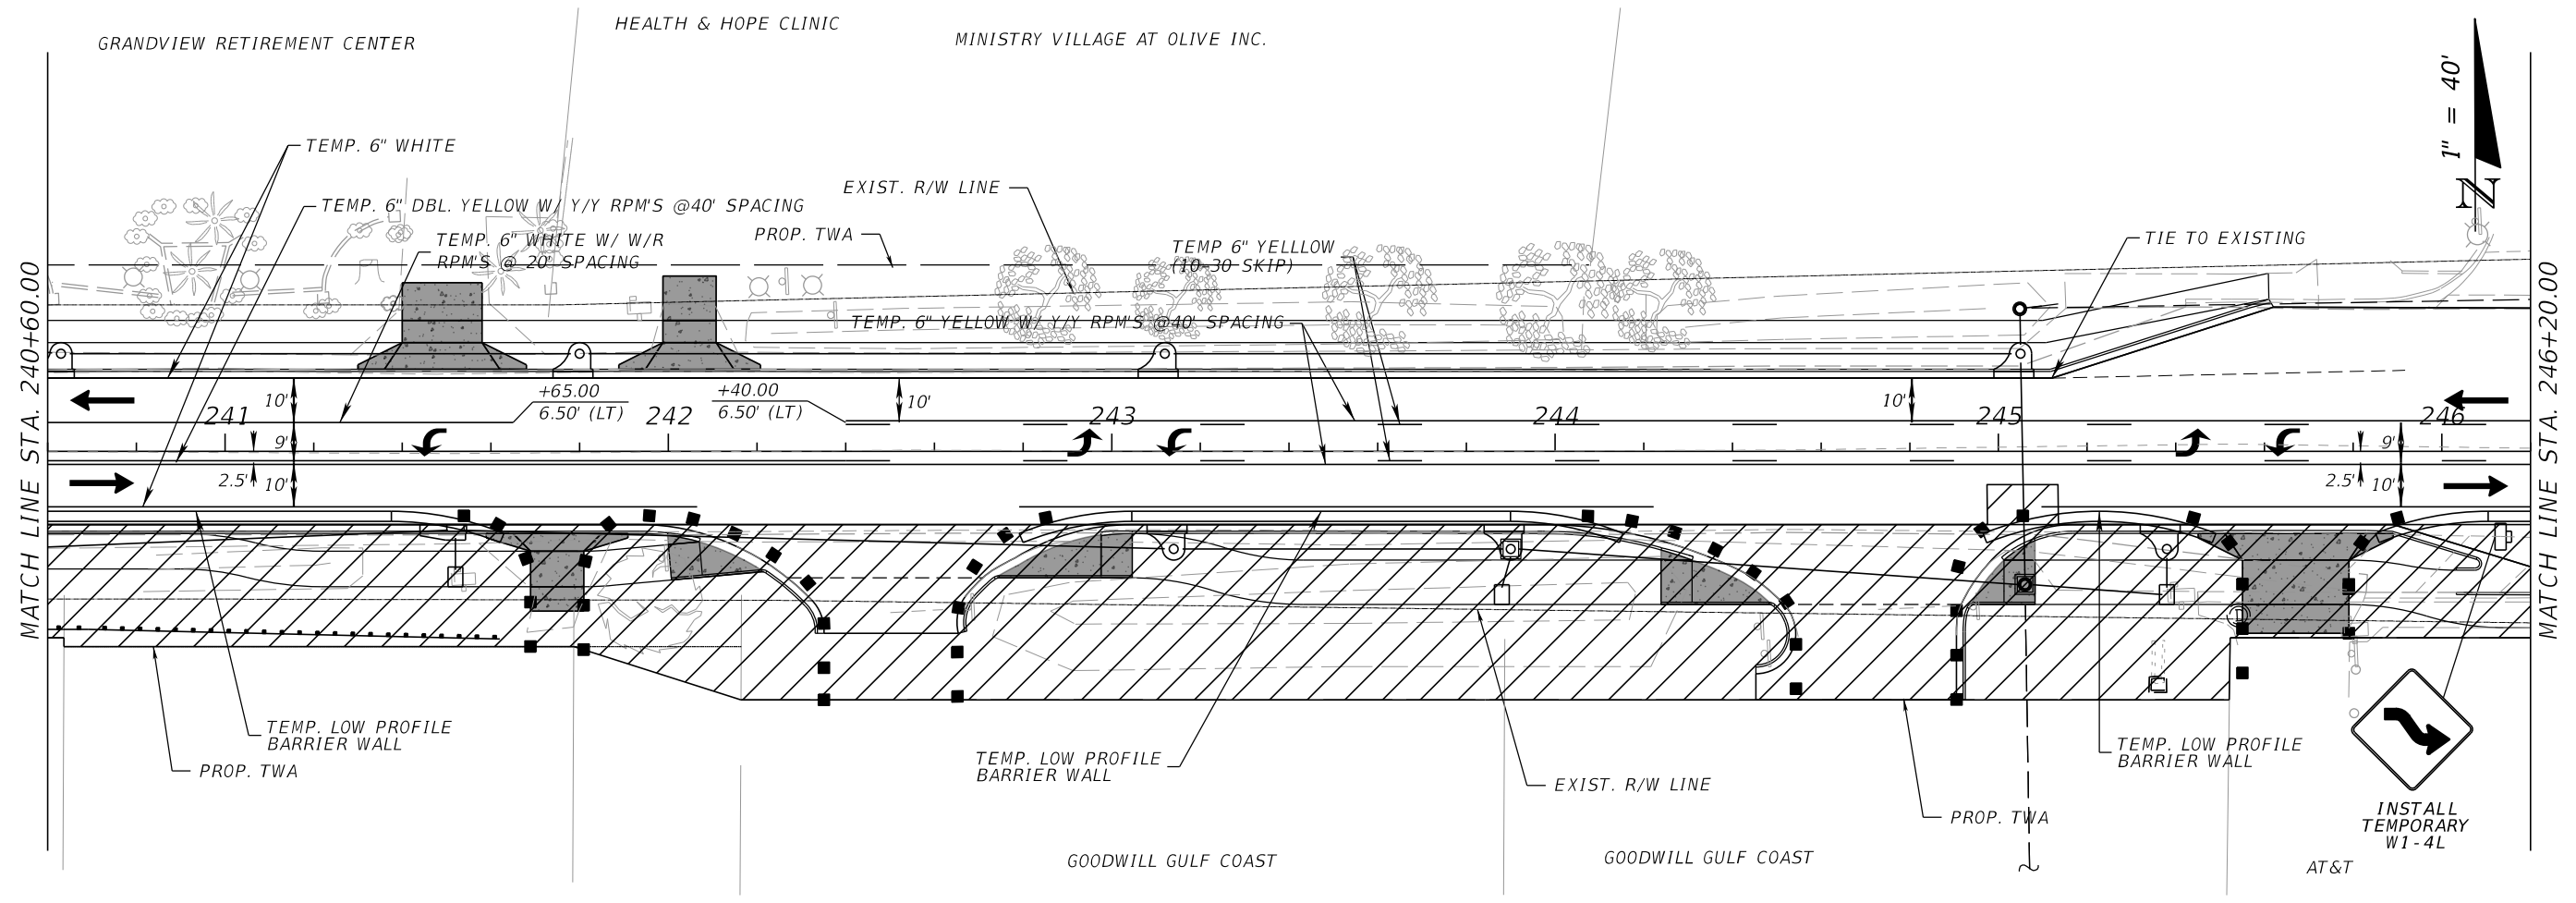 HEALTH & HOPE CLINIC
GRANDVIEW RETIREMENT CENTER
MINISTRY VILLAGE AT OLIVE INC.
1" = 40'
N
TEMP. 6" WHITE
TEMP. 6" DBL. YELLOW W/ Y/Y RPM'S @40' SPACING
EXIST. R/W LINE
TEMP. 6" WHITE W/ W/R
RPM'S @ 20' SPACING
PROP. TWA
TEMP 6" YELLLOW
(10-30 SKIP)
TIE TO EXISTING
TEMP. 6" YELLOW W/ Y/Y RPM'S @40' SPACING
MATCH LINE STA. 240+60.00
MATCH LINE STA. 246+20.00
+65.00
6.50' (LT)
+40.00
6.50' (LT)
10'
10'
10'
241
242
243
244
245
246
9'
9'
2.5'
10'
2.5'
10'
TEMP. LOW PROFILE
BARRIER WALL
PROP. TWA
TEMP. LOW PROFILE
BARRIER WALL
EXIST. R/W LINE
TEMP. LOW PROFILE
BARRIER WALL
PROP. TWA
INSTALL
TEMPORARY
W1-4L
GOODWILL GULF COAST
GOODWILL GULF COAST
AT&T